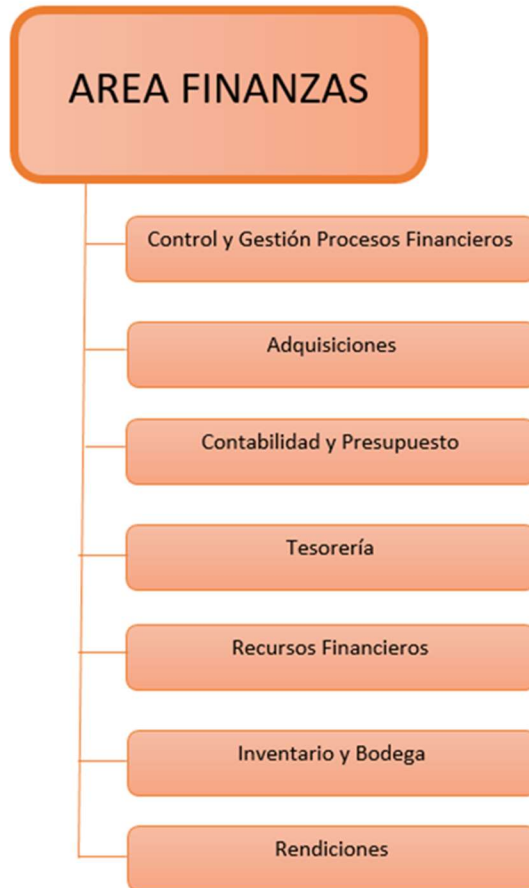 AREA FINANZAS
Control y Gestión Procesos Financieros
Adquisiciones
Contabilidad y Presupuesto
Tesorería
Recursos Financieros
Inventario y Bodega
Rendiciones